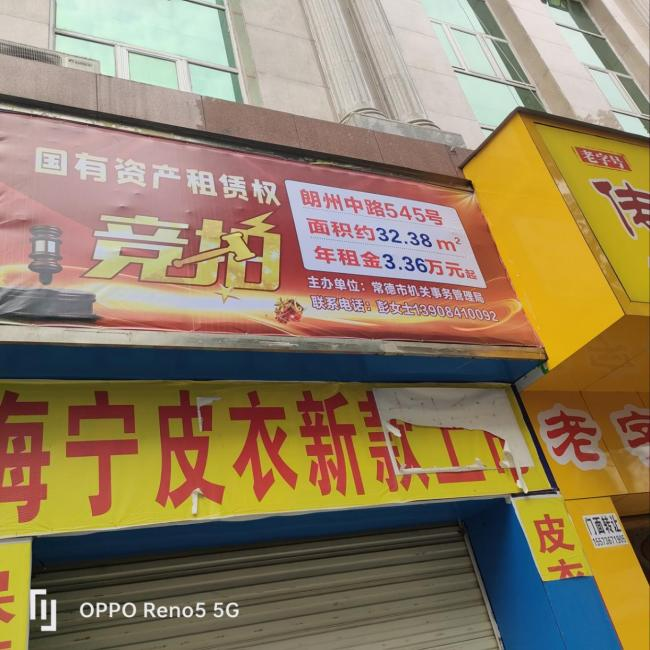 国有资产租赁权
竞拍
朗州中路545号
面积约32.38m²
年租金3.36万元起
主办单位：常德市机关事务管理局
联系电话：彭女士13908410092
老字号
海宁皮衣新款上市
老字
皮衣
门面转让
OPPO Reno5 5G